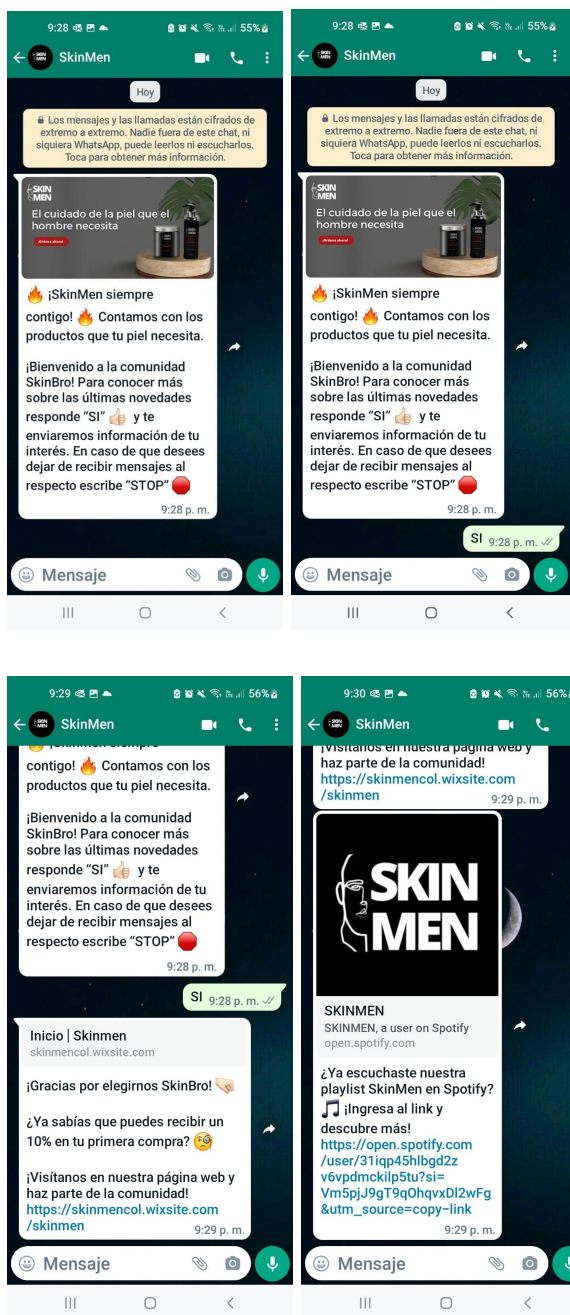 9:28
55%
SkinMen
Hoy
Los mensajes y las llamadas están cifrados de
extremo a extremo. Nadie fuera de este chat, ni
siquiera WhatsApp, puede leerlos ni escucharlos.
Toca para obtener más información.
SKIN
MEN
El cuidado de la piel que el
hombre necesita
¡Ordena ahora!
🔥 ¡SkinMen siempre
contigo! 🔥 Contamos con los
productos que tu piel necesita.
¡Bienvenido a la comunidad
SkinBro! Para conocer más
sobre las últimas novedades
responde “SI” 👍🏻 y te
enviaremos información de tu
interés. En caso de que desees
dejar de recibir mensajes al
respecto escribe “STOP” 🛑
9:28 p. m.
Mensaje
9:28
55%
SkinMen
Hoy
Los mensajes y las llamadas están cifrados de
extremo a extremo. Nadie fuera de este chat, ni
siquiera WhatsApp, puede leerlos ni escucharlos.
Toca para obtener más información.
SKIN
MEN
El cuidado de la piel que el
hombre necesita
¡Ordena ahora!
🔥 ¡SkinMen siempre
contigo! 🔥 Contamos con los
productos que tu piel necesita.
¡Bienvenido a la comunidad
SkinBro! Para conocer más
sobre las últimas novedades
responde “SI” 👍🏻 y te
enviaremos información de tu
interés. En caso de que desees
dejar de recibir mensajes al
respecto escribe “STOP” 🛑
9:28 p. m.
SI 9:28 p. m.
Mensaje
9:29
56%
SkinMen
contigo! 🔥 Contamos con los
productos que tu piel necesita.
¡Bienvenido a la comunidad
SkinBro! Para conocer más
sobre las últimas novedades
responde “SI” 👍🏻 y te
enviaremos información de tu
interés. En caso de que desees
dejar de recibir mensajes al
respecto escribe “STOP” 🛑
9:28 p. m.
SI 9:28 p. m.
Inicio | Skinmen
skinmencol.wixsite.com
¡Gracias por elegirnos SkinBro! 🤜🏻
¿Ya sabías que puedes recibir un
10% en tu primera compra? 🧐
¡Visítanos en nuestra página web y
haz parte de la comunidad!
https://skinmencol.wixsite.com
/skinmen
9:29 p. m.
Mensaje
9:30
56%
SkinMen
¡Visítanos en nuestra página web y
haz parte de la comunidad!
https://skinmencol.wixsite.com
/skinmen
9:29 p. m.
SKIN
MEN
SKINMEN
SKINMEN, a user on Spotify
open.spotify.com
¿Ya escuchaste nuestra
playlist SkinMen en Spotify?
🎵 ¡Ingresa al link y
descubre más!
https://open.spotify.com
/user/31iqp45hlbgd2z
v6vpdmckilp5tu?si=
Vm5pjJ9gT9qOhqvxDl2wFg
&utm_source=copy-link
9:29 p. m.
Mensaje